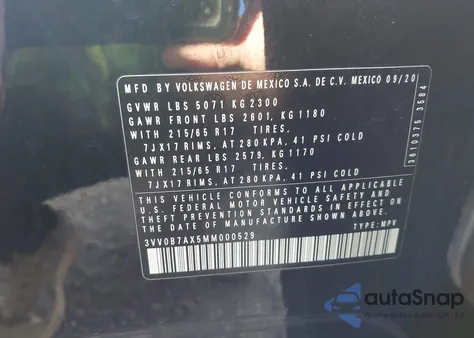 MFD BY VOLKSWAGEN DE MEXICO S.A. DE C.V. MEXICO 09/20
GVWR LBS 5071 KG 2300
GAWR FRONT LBS 2601, KG 1180
WITH 215/65 R17 TIRES,
7JX17 RIMS, AT 280 KPA, 41 PSI COLD
GAWR REAR LBS 2579, KG 1170
WITH 215/65 R17 TIRES,
7JX17 RIMS, AT 280 KPA, 41 PSI COLD
THIS VEHICLE CONFORMS TO ALL APPLICABLE
U.S. FEDERAL MOTOR VEHICLE SAFETY AND
THEFT PREVENTION STANDARDS IN EFFECT ON THE
DATE OF MANUFACTURE SHOWN ABOVE.
3VV0B7AX5MM000529 TYPE: MPV
3610375 3584
autoSnap